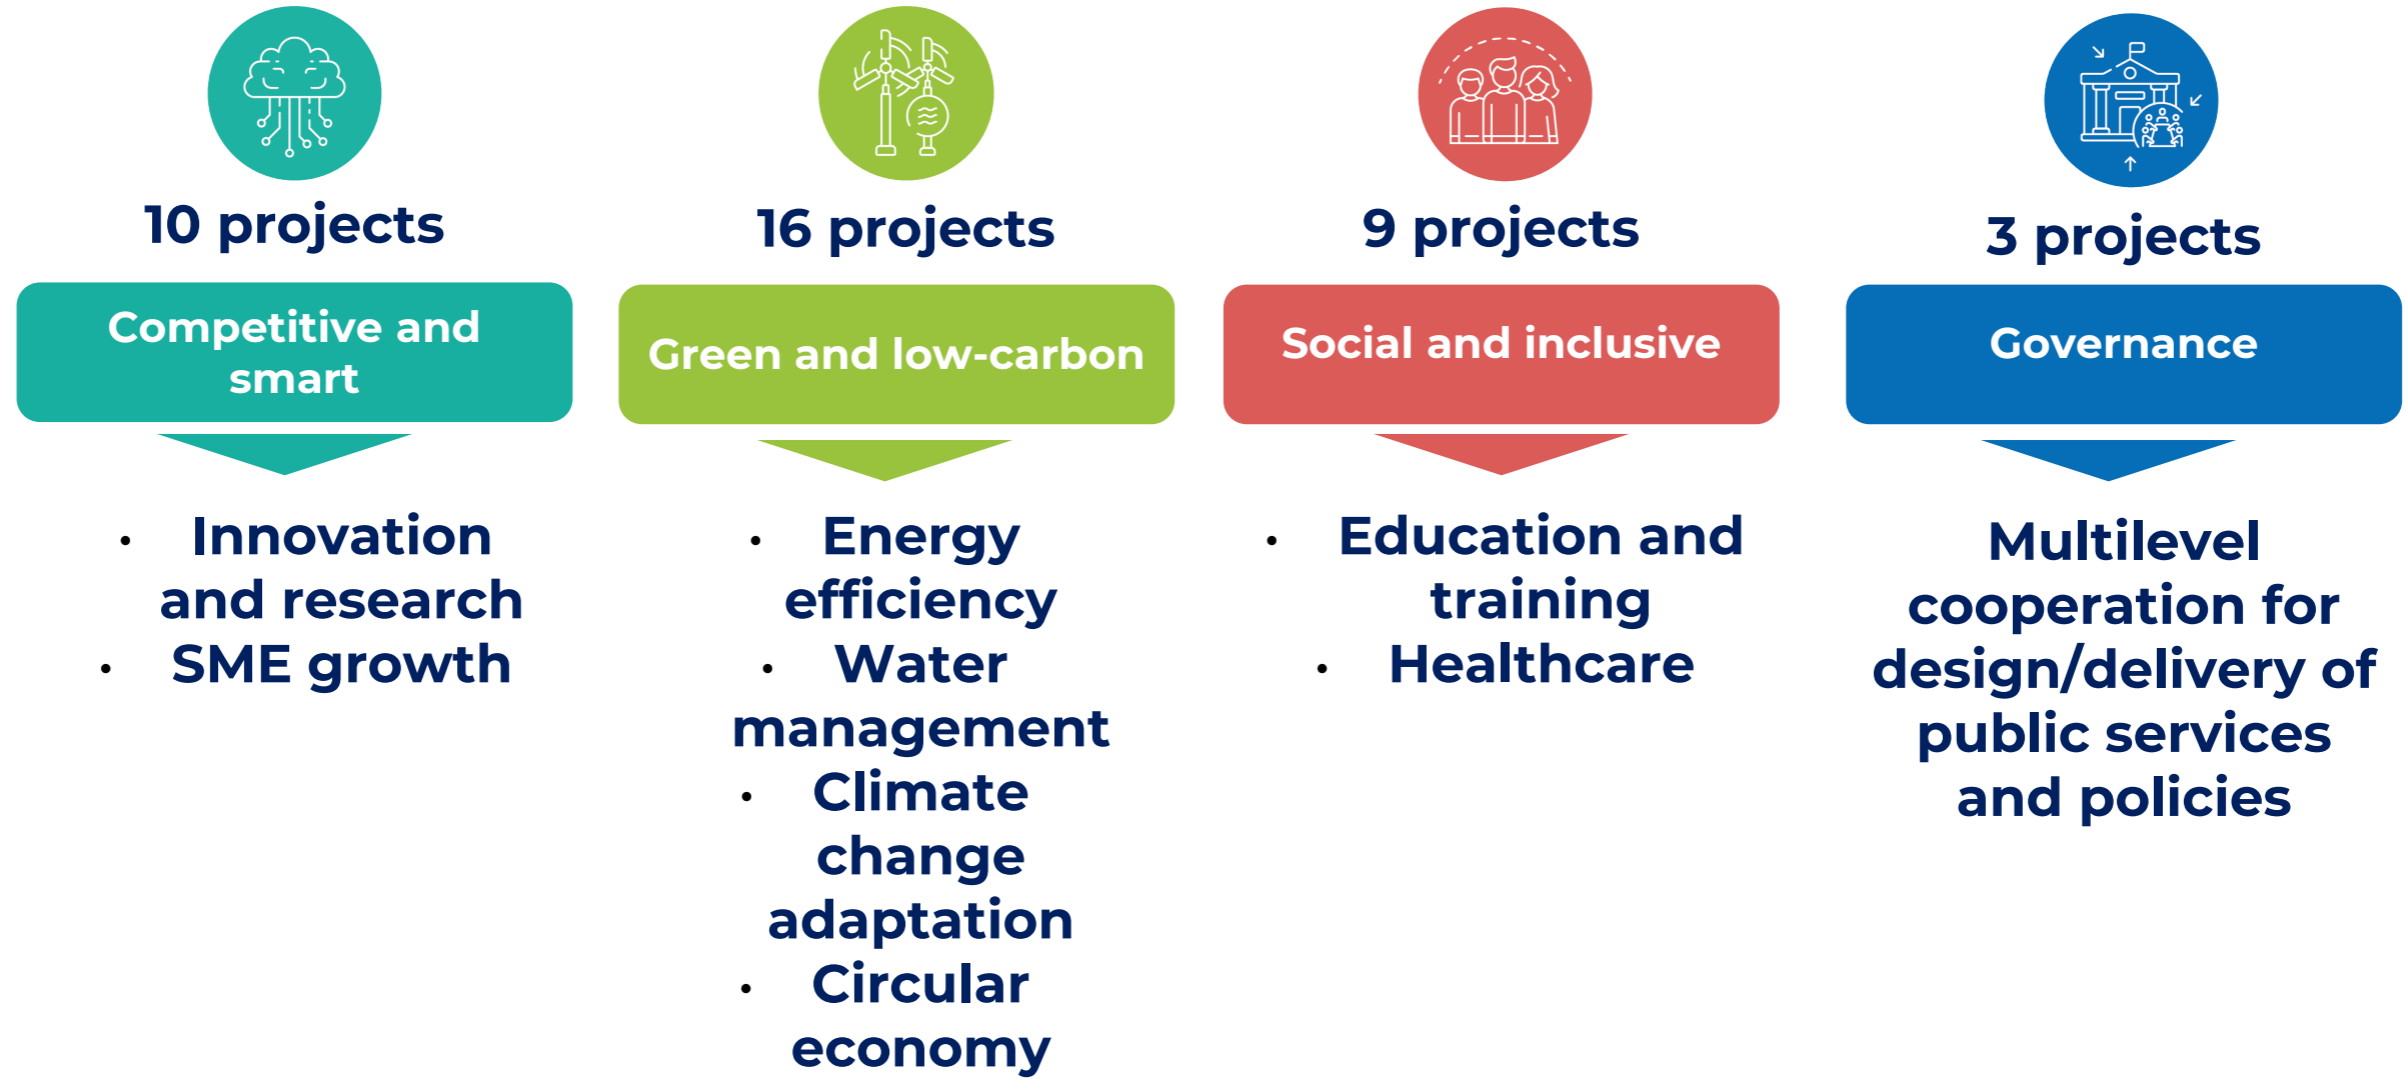 10 projects
Competitive and
smart
• Innovation
and research
• SME growth
16 projects
Green and low-carbon
• Energy
efficiency
• Water
management
• Climate
change
adaptation
• Circular
economy
9 projects
Social and inclusive
• Education and
training
• Healthcare
3 projects
Governance
Multilevel
cooperation for
design/delivery of
public services
and policies